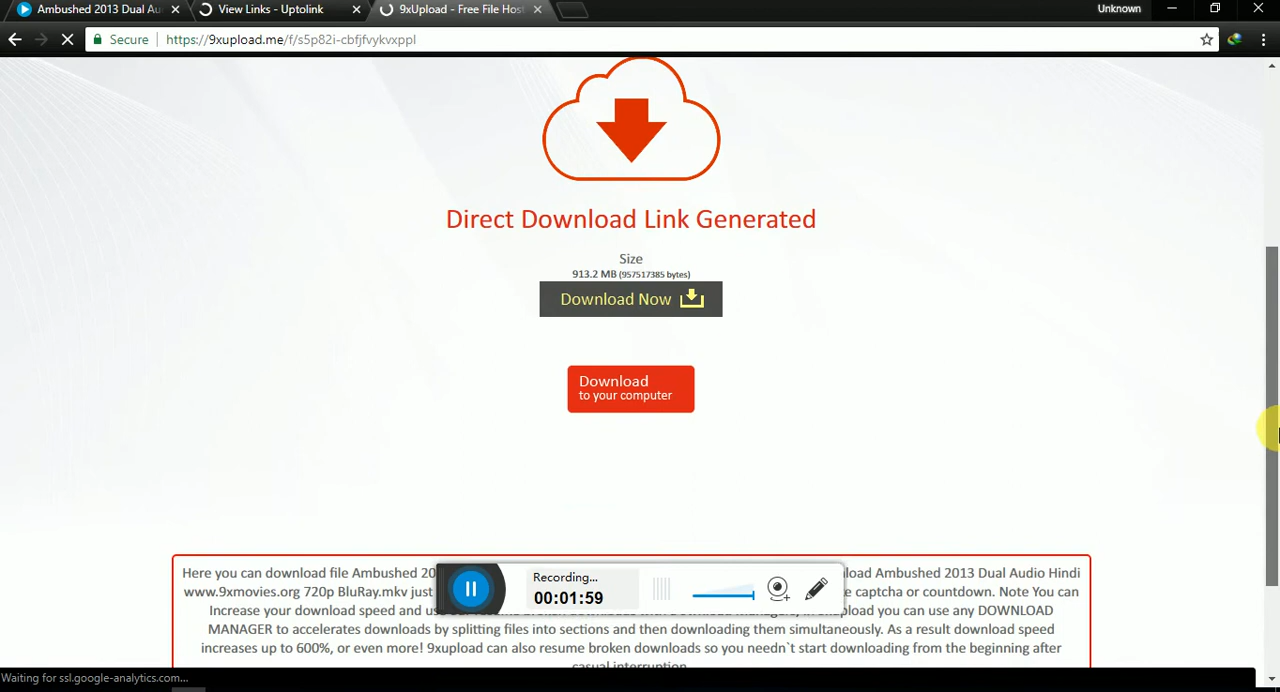 Ambushed 2013 Dual Au
View Links - Uptolink
9xUpload - Free File Host
Unknown
Secure
https://9xupload.me/f/s5p82i-cbfjfvykvxppl
Direct Download Link Generated
Size
913.2 MB (957517385 bytes)
Download Now
Download
to your computer
Here you can download file Ambushed 20 load Ambushed 2013 Dual Audio Hindi
www.9xmovies.org 720p BluRay.mkv just captcha or countdown. Note You can
Increase your download speed and us pload you can use any DOWNLOAD
MANAGER to accelerates downloads by splitting files into sections and then downloading them simultaneously. As a result download speed
increases up to 600%, or even more! 9xupload can also resume broken downloads so you needn`t start downloading from the beginning after
casual interruption
Recording...
00:01:59
Waiting for ssl.google-analytics.com...